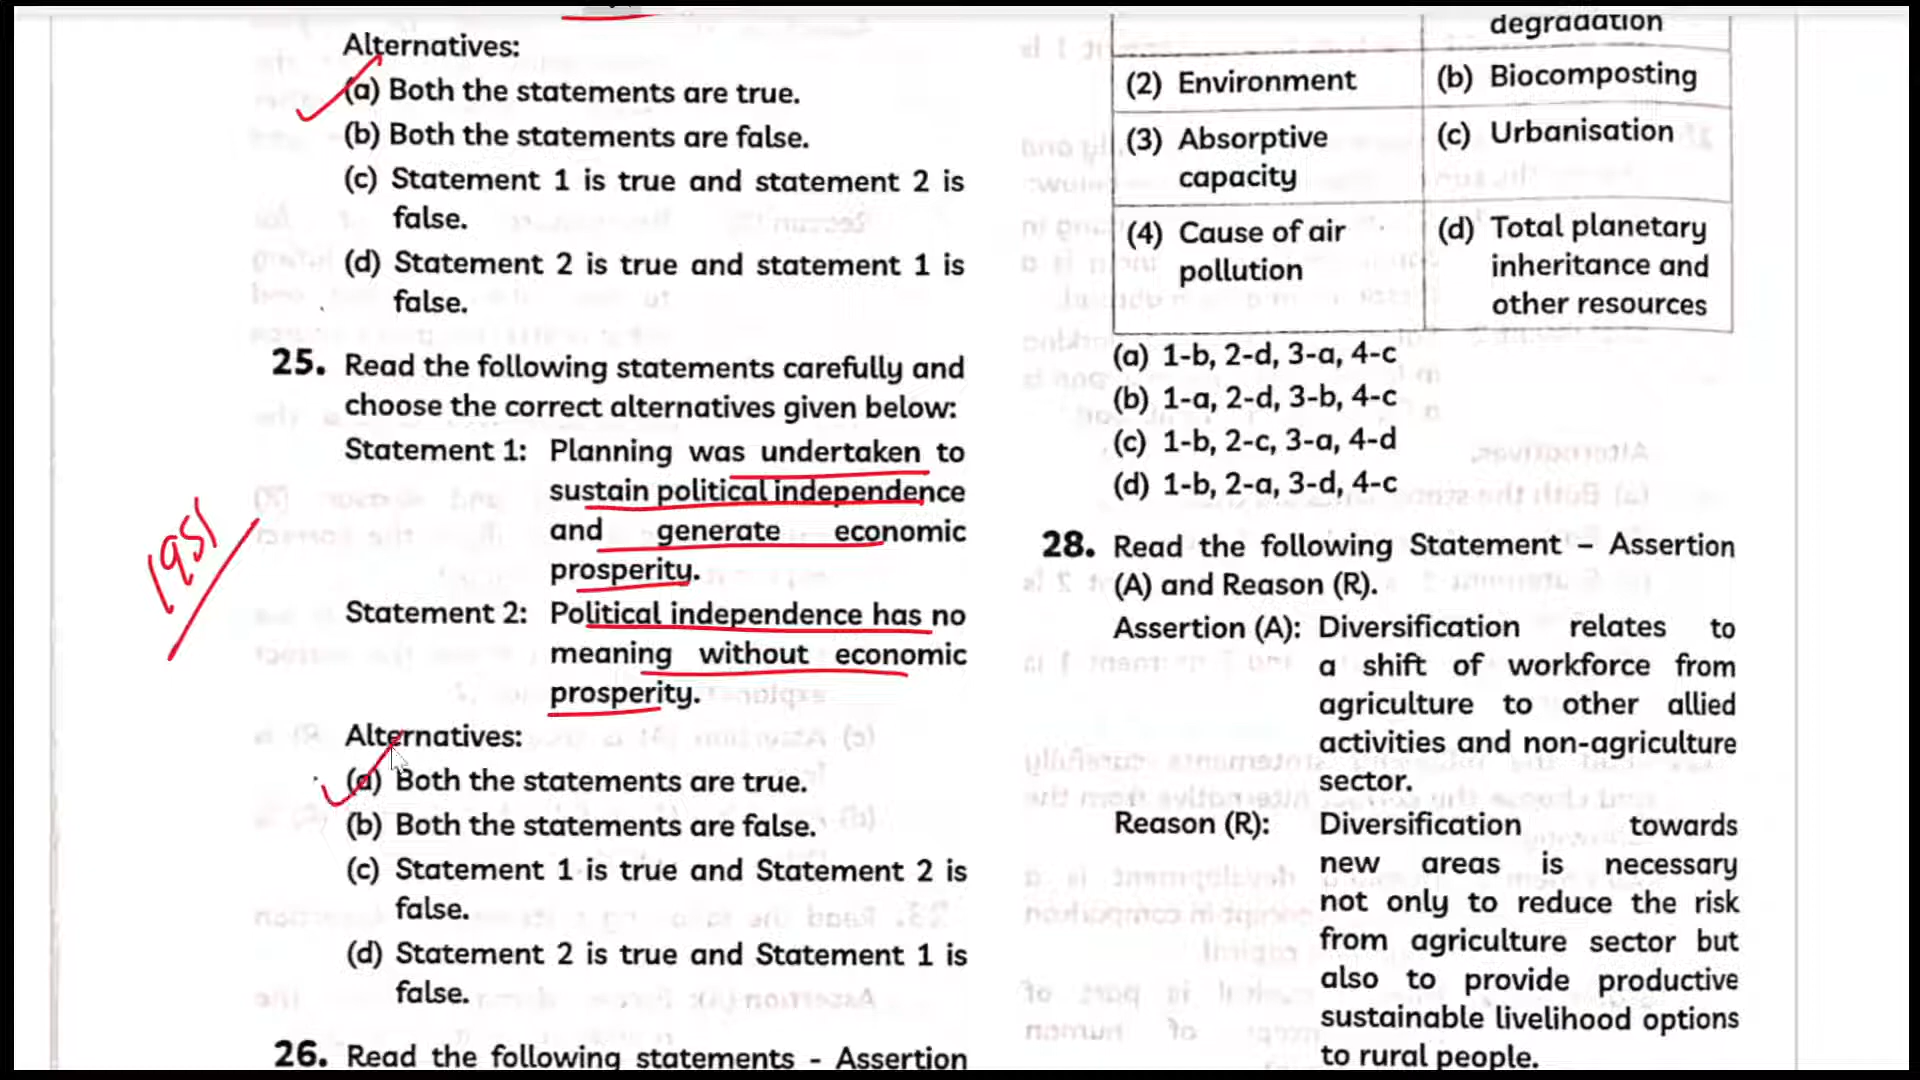 Alternatives:
(a) Both the statements are true.
(b) Both the statements are false.
(c) Statement 1 is true and statement 2 is
false.
(d) Statement 2 is true and statement 1 is
false.
25. Read the following statements carefully and
choose the correct alternatives given below:
Statement 1: Planning was undertaken to
sustain political independence
and generate economic
prosperity.
Statement 2: Political independence has no
meaning without economic
prosperity.
1951
Alternatives:
(a) Both the statements are true.
(b) Both the statements are false.
(c) Statement 1 is true and Statement 2 is
false.
(d) Statement 2 is true and Statement 1 is
false.
26. Read the following statements - Assertion
degradation
(2) Environment (b) Biocomposting
(3) Absorptive (c) Urbanisation
capacity
(4) Cause of air (d) Total planetary
pollution inheritance and
other resources
(a) 1-b, 2-d, 3-a, 4-c
(b) 1-a, 2-d, 3-b, 4-c
(c) 1-b, 2-c, 3-a, 4-d
(d) 1-b, 2-a, 3-d, 4-c
28. Read the following Statement – Assertion
(A) and Reason (R).
Assertion (A): Diversification relates to
a shift of workforce from
agriculture to other allied
activities and non-agriculture
sector.
Reason (R): Diversification towards
new areas is necessary
not only to reduce the risk
from agriculture sector but
also to provide productive
sustainable livelihood options
to rural people.